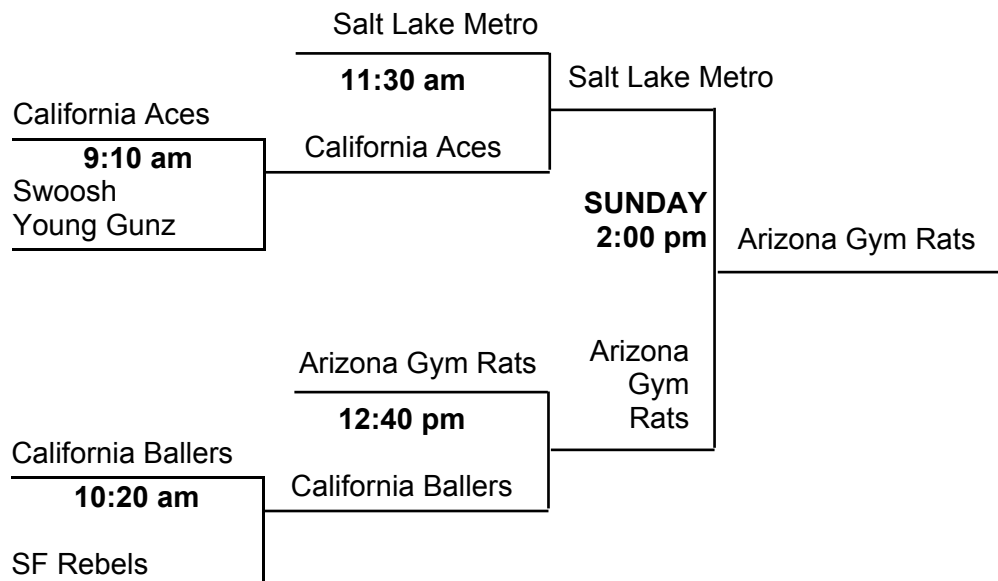 Salt Lake Metro
11:30 am
Salt Lake Metro
California Aces
9:10 am
California Aces
Swoosh
Young Gunz
SUNDAY
2:00 pm
Arizona Gym Rats
Arizona Gym Rats
Arizona
Gym
Rats
12:40 pm
California Ballers
10:20 am
California Ballers
SF Rebels